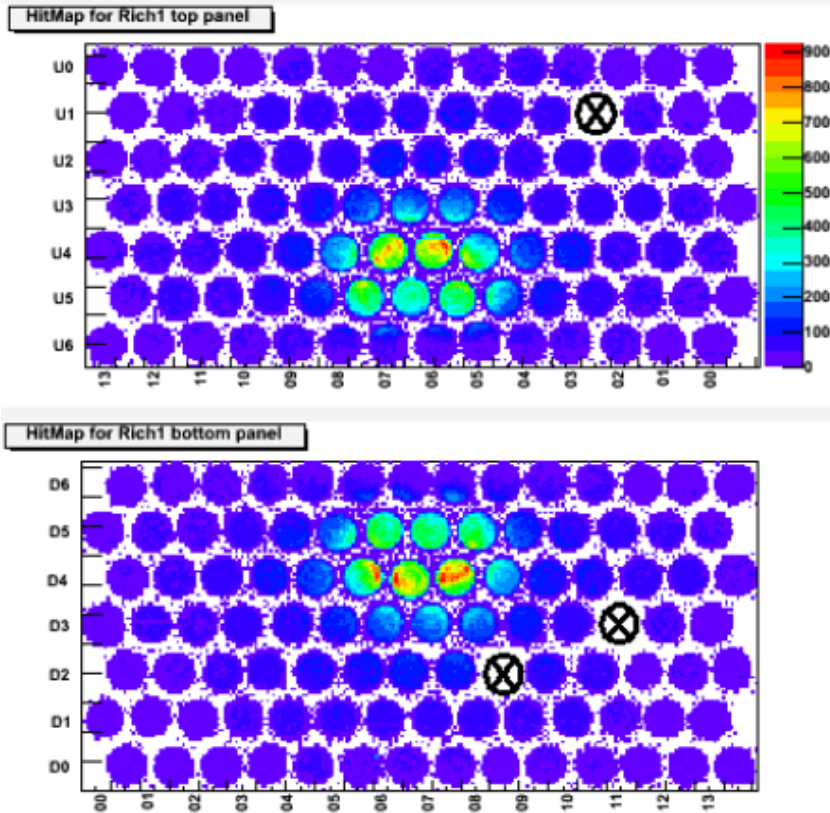 HitMap for Rich1 top panel
U0
U1
U2
U3
U4
U5
U6
900
800
700
600
500
400
300
200
100
0
13 12 11 10 09 08 07 06 05 04 03 02 01 00
HitMap for Rich1 bottom panel
D6
D5
D4
D3
D2
D1
D0
00 01 02 03 04 05 06 07 08 09 10 11 12 13